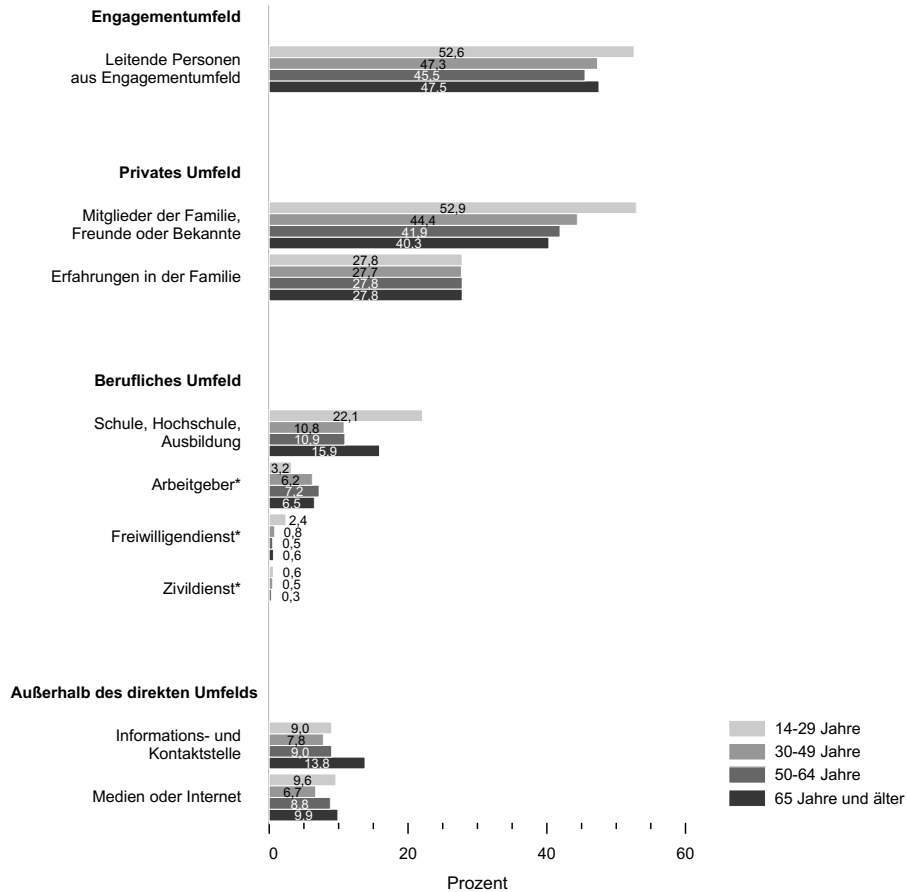 Engagementumfeld
Leitende Personen
aus Engagementumfeld
52,6
47,3
45,5
47,5
Privates Umfeld
Mitglieder der Familie,
Freunde oder Bekannte
52,9
44,4
41,9
40,3
Erfahrungen in der Familie
27,8
27,7
27,8
27,8
Berufliches Umfeld
Schule, Hochschule,
Ausbildung
22,1
10,8
10,9
15,9
Arbeitgeber*
3,2
6,2
7,2
6,5
Freiwilligendienst*
2,4
0,8
0,5
0,6
Zivildienst*
0,6
0,5
0,3
Außerhalb des direkten Umfelds
Informations- und
Kontaktstelle
9,0
7,8
9,0
13,8
Medien oder Internet
9,6
6,7
8,8
9,9
14-29 Jahre
30-49 Jahre
50-64 Jahre
65 Jahre und älter
0 20 40 60
Prozent